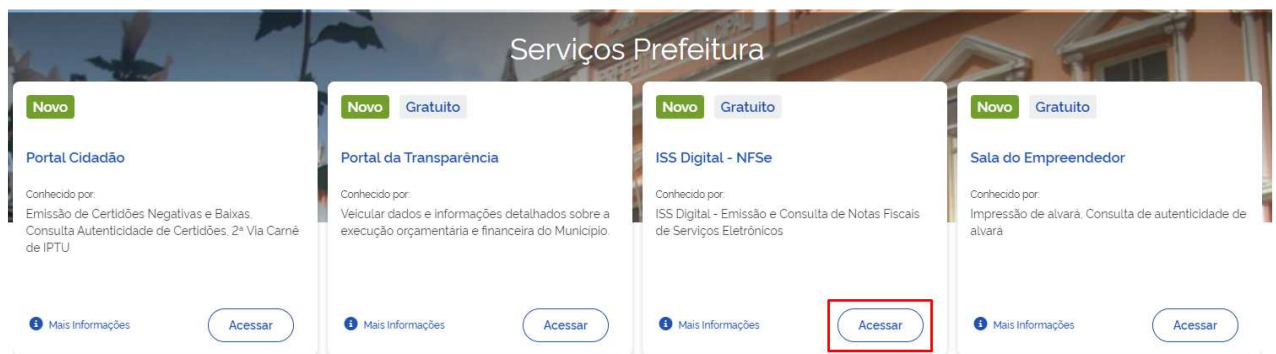 Serviços Prefeitura
Novo
Portal Cidadão
Conhecido por:
Emissão de Certidões Negativas e Baixas,
Consulta Autenticidade de Certidões, 2ª Via Carnê
de IPTU
Mais Informações
Acessar
Novo Gratuito
Portal da Transparência
Conhecido por:
Veicular dados e informações detalhados sobre a
execução orçamentária e financeira do Município.
Mais Informações
Acessar
Novo Gratuito
ISS Digital - NFSe
Conhecido por:
ISS Digital - Emissão e Consulta de Notas Fiscais
de Serviços Eletrônicos
Mais Informações
Acessar
Novo Gratuito
Sala do Empreendedor
Conhecido por:
Impressão de alvará, Consulta de autenticidade de
alvará
Mais Informações
Acessar